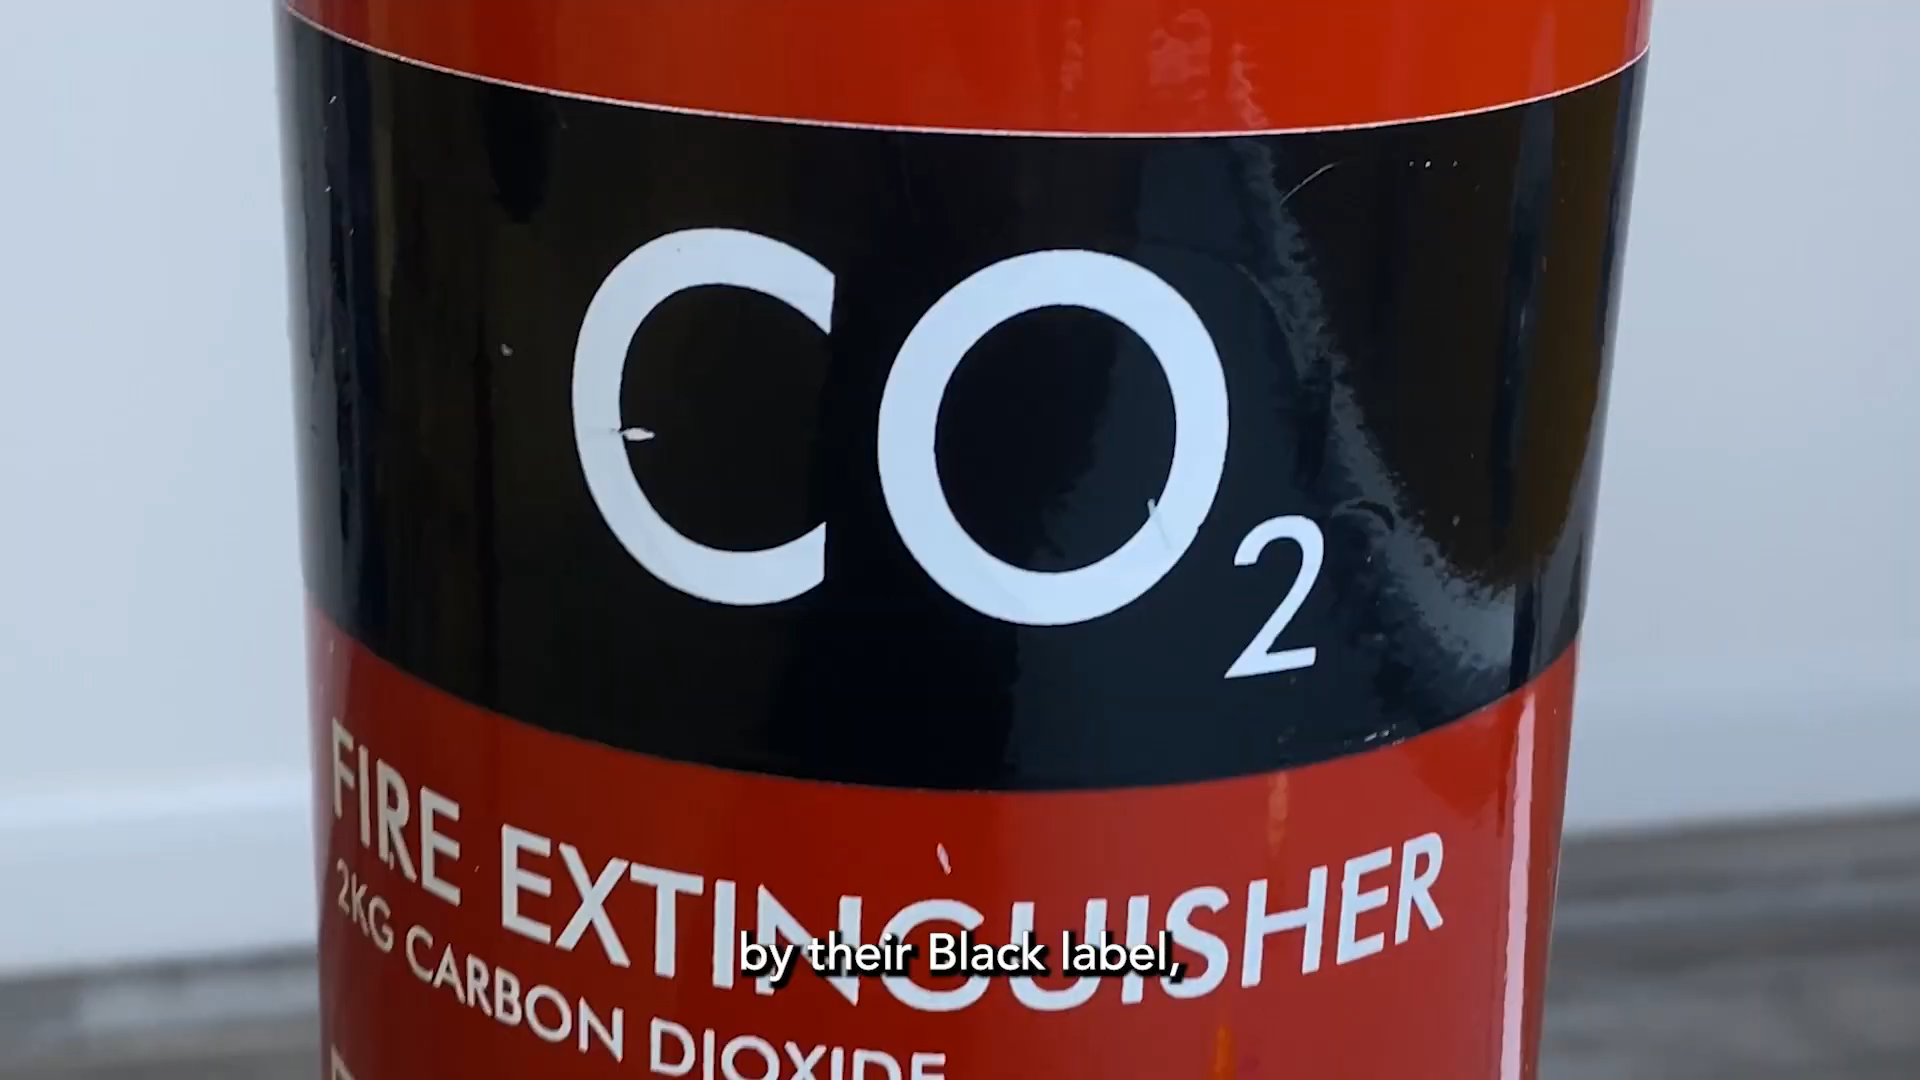 CO₂
FIRE EXTINGUISHER
2KG CARBON DIOXIDE
by their Black label,